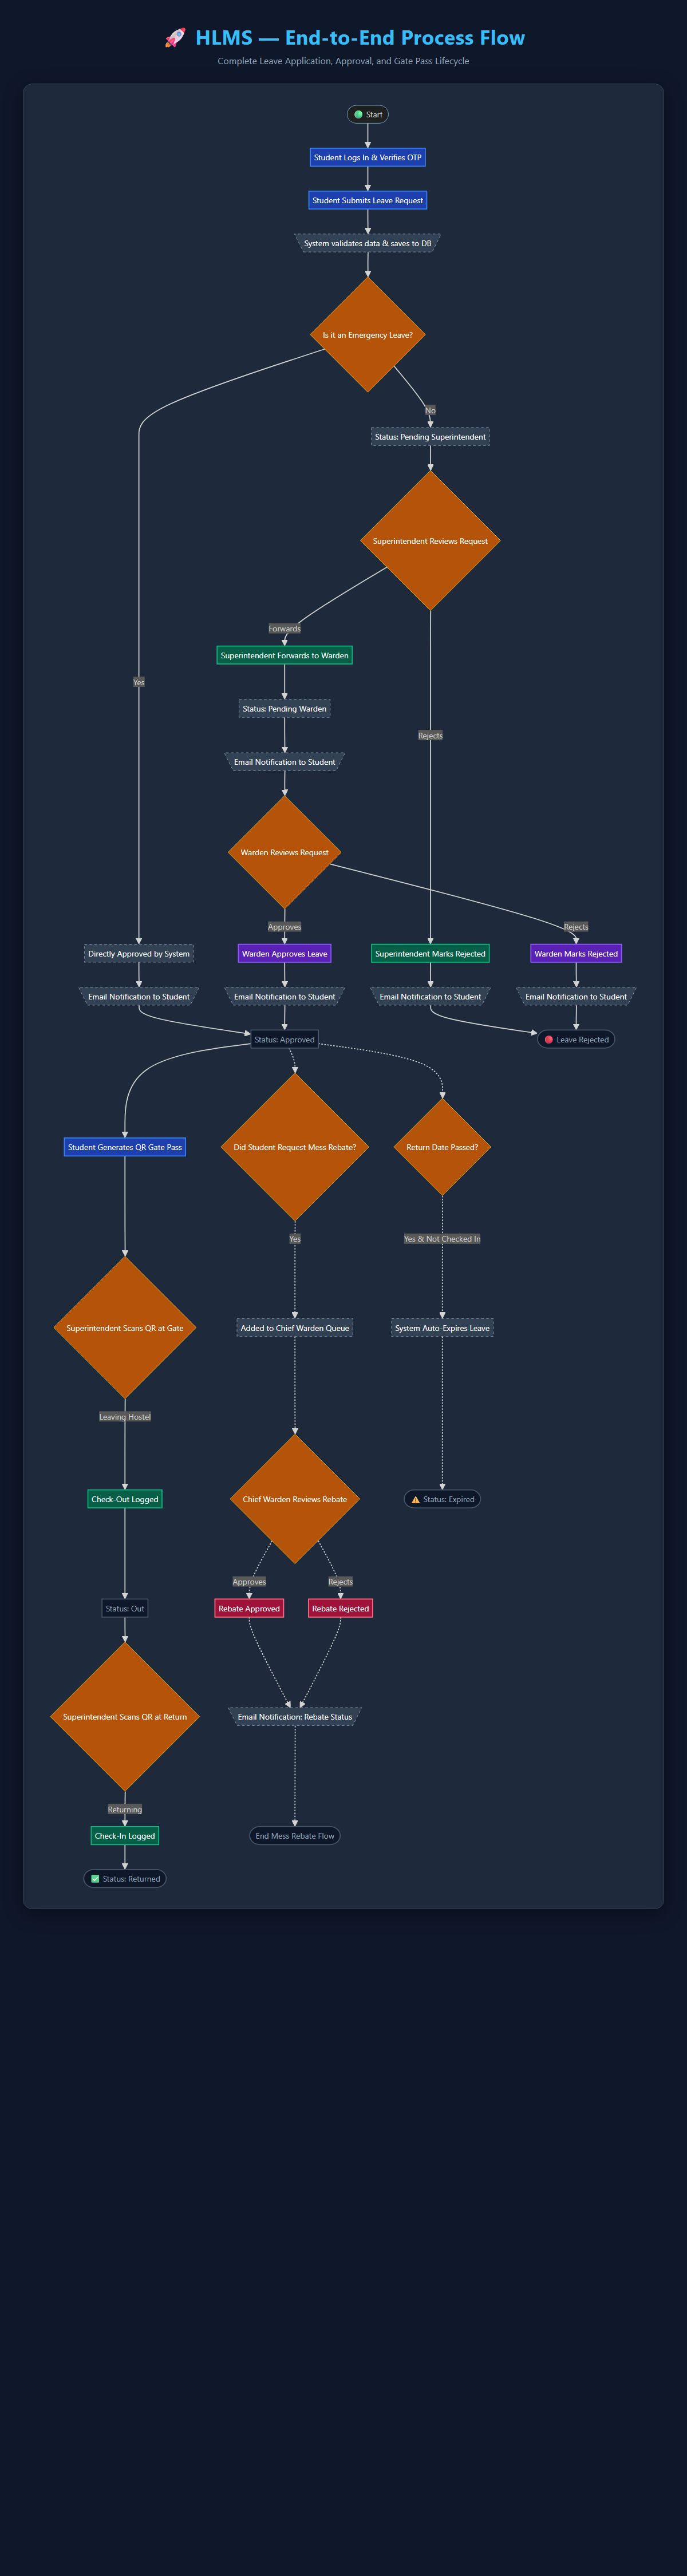 🚀 HLMS — End-to-End Process Flow
Complete Leave Application, Approval, and Gate Pass Lifecycle
Start
Student Logs In & Verifies OTP
Student Submits Leave Request
System validates data & saves to DB
Is it an Emergency Leave?
No
Status: Pending Superintendent
Superintendent Reviews Request
Forwards
Superintendent Forwards to Warden
Yes
Status: Pending Warden
Rejects
Email Notification to Student
Warden Reviews Request
Approves
Rejects
Directly Approved by System
Warden Approves Leave
Superintendent Marks Rejected
Warden Marks Rejected
Email Notification to Student
Email Notification to Student
Email Notification to Student
Email Notification to Student
Status: Approved
Leave Rejected
Student Generates QR Gate Pass
Did Student Request Mess Rebate?
Return Date Passed?
Yes
Yes & Not Checked In
Superintendent Scans QR at Gate
Added to Chief Warden Queue
System Auto-Expires Leave
Leaving Hostel
Check-Out Logged
Chief Warden Reviews Rebate
⚠️ Status: Expired
Approves
Rejects
Status: Out
Rebate Approved
Rebate Rejected
Superintendent Scans QR at Return
Email Notification: Rebate Status
Returning
Check-In Logged
End Mess Rebate Flow
✅ Status: Returned